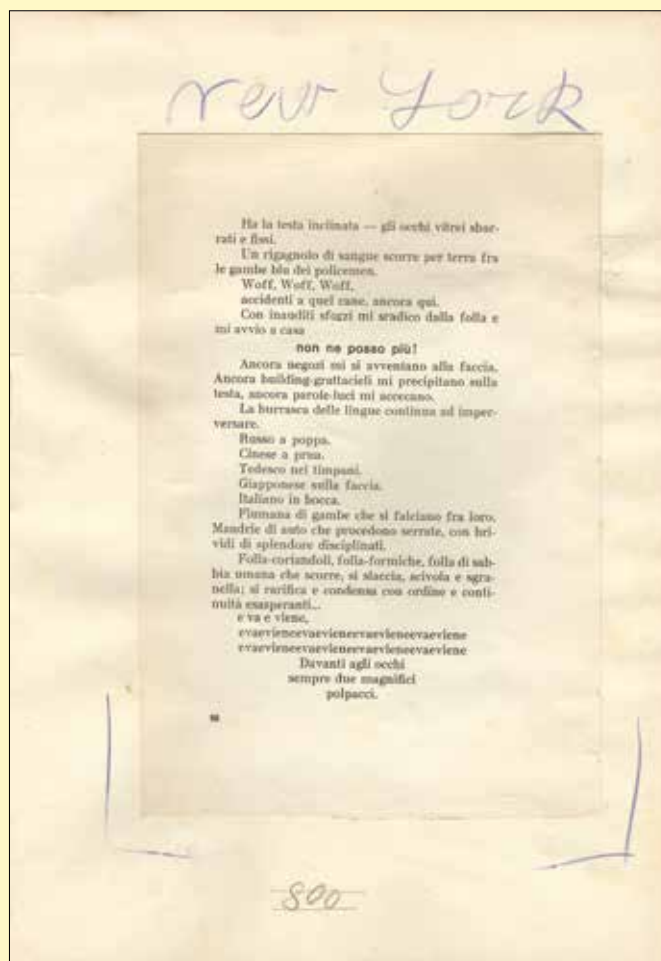 New York
Ha la testa inclinata — gli occhi vitrei sbar-
rati e fissi.
Un rigagnolo di sangue scorre per terra fra
le gambe blu dei policemen.
Woff, Woff, Woff,
accidenti a quel cane, ancora qui.
Con inauditi sforzi mi sradico dalla folla e
mi avvio a casa
non ne posso più!
Ancora negozi mi si avventano alla faccia.
Ancora building-grattacieli mi precipitano sulla
testa, ancora parole-luci mi accecano.
La burrasca delle lingue continua ad imper-
versare.
Russo a poppa.
Cinese a prua.
Tedesco nei timpani.
Giapponese sulla faccia.
Italiano in bocca.
Fiumana di gambe che si falciano fra loro.
Mandrie di auto che procedono serrate, con bri-
vidi di splendore disciplinati.
Folla-coriandoli, folla-formiche, folla di sab-
bia umana che scorre, si slaccia, scivola e sgra-
nella; si rarifica e condensa con ordine e conti-
nuità esasperanti...
e va e viene,
evaevieneevaevieneevaevieneevaeviene
evaevieneevaevieneevaevieneevaeviene
Davanti agli occhi
sempre due magnifici
polpacci.
800